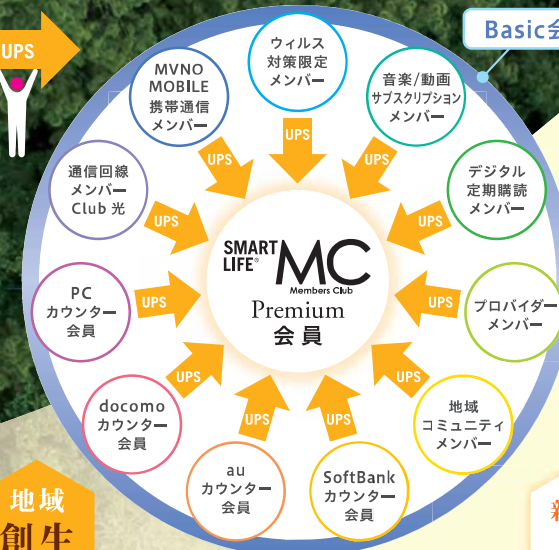 UPS
Basic会
ウィルス
対策限定
メンバー
MVNO
MOBILE
携帯通信
メンバー
音楽/動画
サブスクリプション
メンバー
UPS
UPS
UPS
通信回線
メンバー
Club 光
デジタル
定期購読
メンバー
UPS
UPS
SMART
LIFE®
MC
Members Club
Premium
会員
PC
カウンター
会員
UPS
UPS
プロバイダー
メンバー
UPS
UPS
docomo
カウンター
会員
地域
コミュニティ
メンバー
UPS
UPS
au
カウンター
会員
SoftBank
カウンター
会員
地域
創生